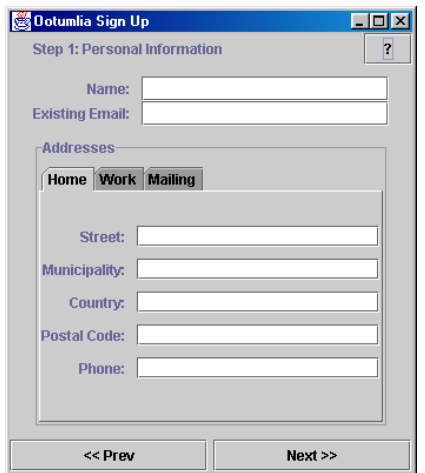 Ootumlia Sign Up
Step 1: Personal Information ?
Name:
Existing Email:
Addresses
Home Work Mailing
Street:
Municipality:
Country:
Postal Code:
Phone:
<< Prev Next >>